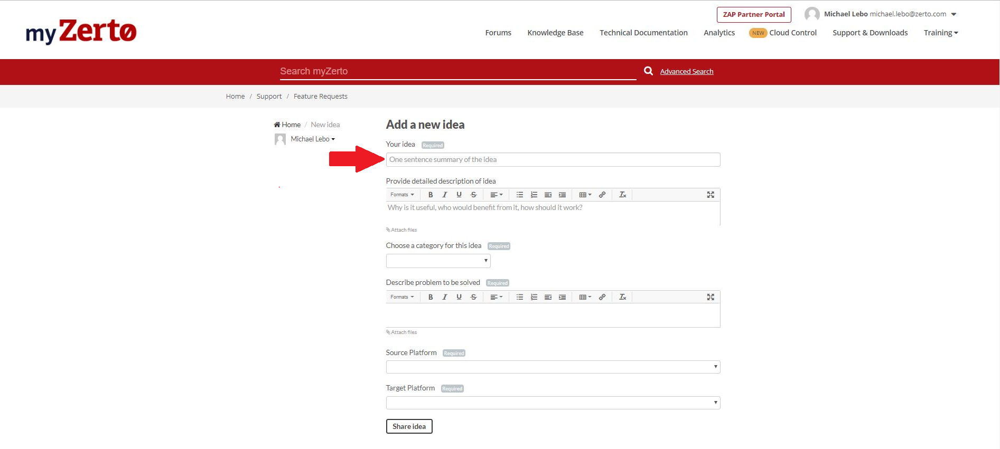 ZAP Partner Portal
Michael Lebo michael.lebo@zerto.com
myZerto
Forums Knowledge Base Technical Documentation Analytics NEW Cloud Control Support & Downloads Training
Search myZerto Advanced Search
Home / Support / Feature Requests
Home / New idea
Michael Lebo
Add a new idea
Your idea Required
One sentence summary of the idea
Provide detailed description of idea
Formats B I U S
Why is it useful, who would benefit from it, how should it work?
Attach files
Choose a category for this idea Required
Describe problem to be solved Required
Formats B I U S
Attach files
Source Platform Required
Target Platform Required
Share idea